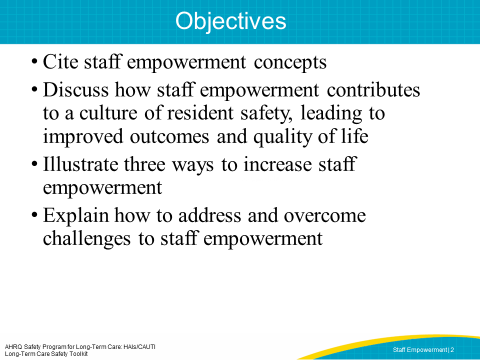 Objectives
• Cite staff empowerment concepts
• Discuss how staff empowerment contributes
to a culture of resident safety, leading to
improved outcomes and quality of life
• Illustrate three ways to increase staff
empowerment
• Explain how to address and overcome
challenges to staff empowerment
AHRQ Safety Program for Long-Term Care: HAIs/CAUTI
Long-Term Care Safety Toolkit
Staff Empowerment| 2